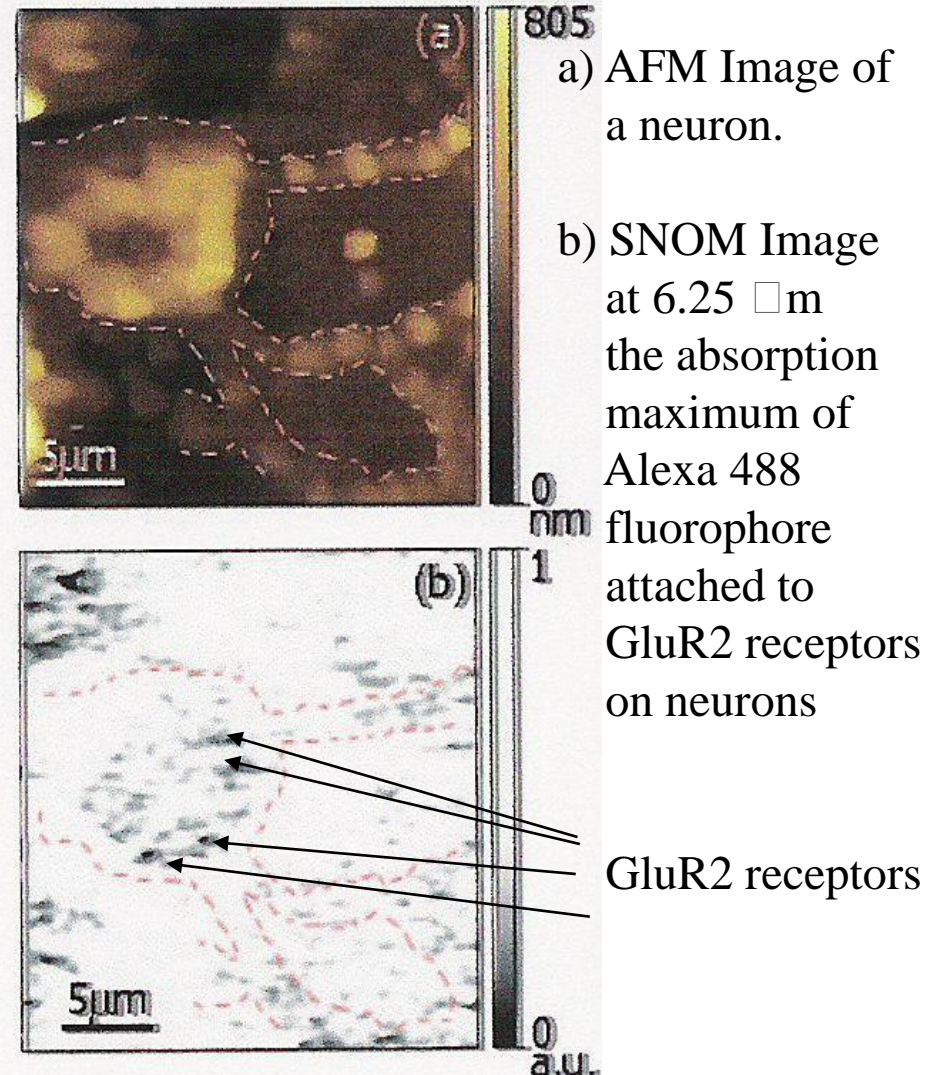 (a)
805
5μm
0
nm
a) AFM Image of
a neuron.
b) SNOM Image
at 6.25 □m
the absorption
maximum of
Alexa 488
fluorophore
attached to
GluR2 receptors
on neurons
(b)
1
GluR2 receptors
5μm
0
a.u.